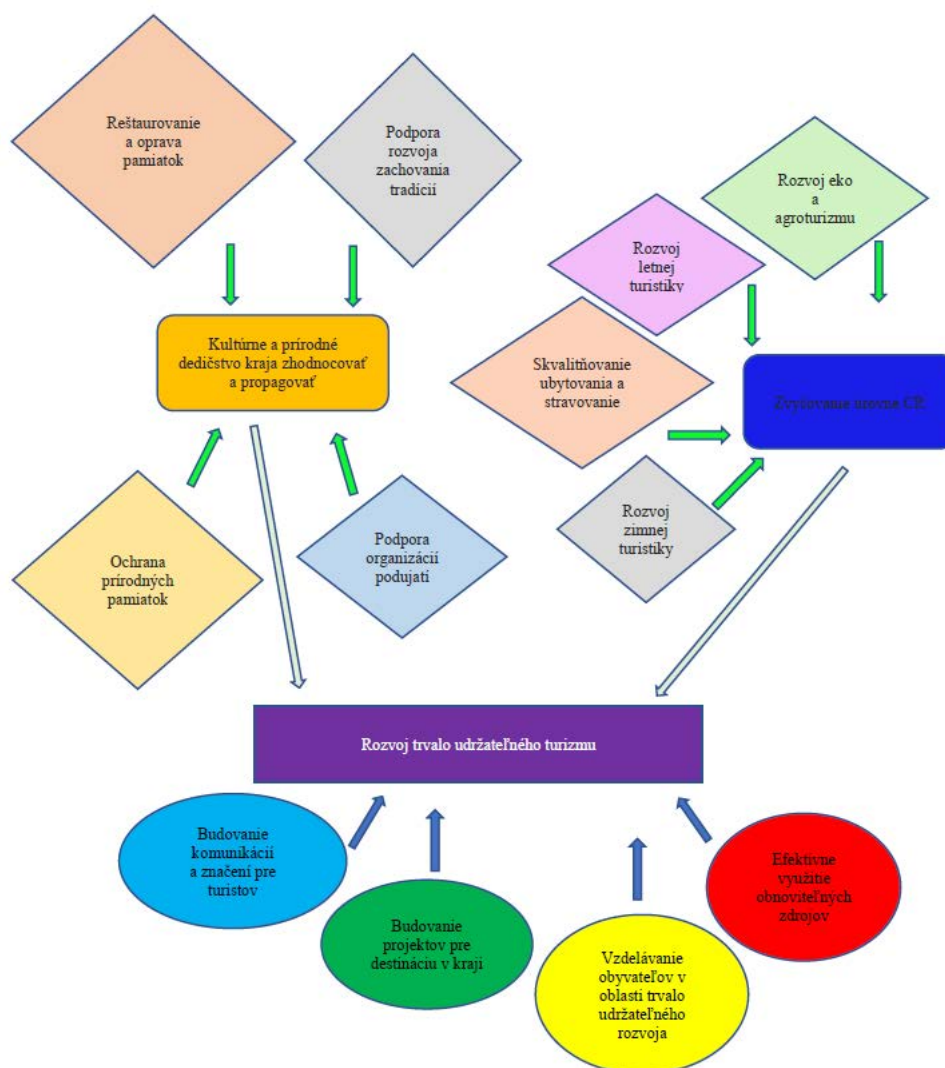 Reštaurovanie
a oprava
pamiatok
Podpora
rozvoja
zachovania
tradícií
Rozvoj eko
a
agroturizmu
Rozvoj
letnej
turistiky
Kultúrne a prírodné
dedičstvo kraja zhodnocovať
a propagovať
Skvalitňovanie
ubytovania a
stravovanie
Zvyšovanie úrovne CR
Rozvoj
zimnej
turistiky
Ochrana
prírodných
pamiatok
Podpora
organizácií
podujatí
Rozvoj trvalo udržateľného turizmu
Budovanie
komunikácií
a značení pre
turistov
Efektívne
využitie
obnoviteľných
zdrojov
Budovanie
projektov pre
destináciu v kraji
Vzdelávanie
obyvateľov v
oblasti trvalo
udržateľného
rozvoja